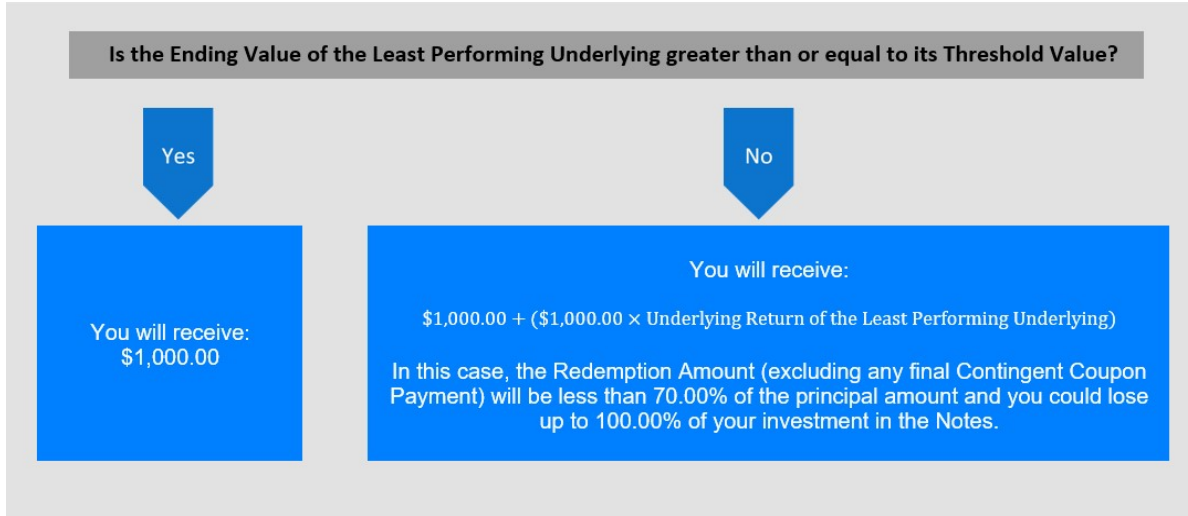 Is the Ending Value of the Least Performing Underlying greater than or equal to its Threshold Value?
Yes
No
You will receive:
$1,000.00
You will receive:
$1,000.00 + ($1,000.00 × Underlying Return of the Least Performing Underlying)
In this case, the Redemption Amount (excluding any final Contingent Coupon
Payment) will be less than 70.00% of the principal amount and you could lose
up to 100.00% of your investment in the Notes.